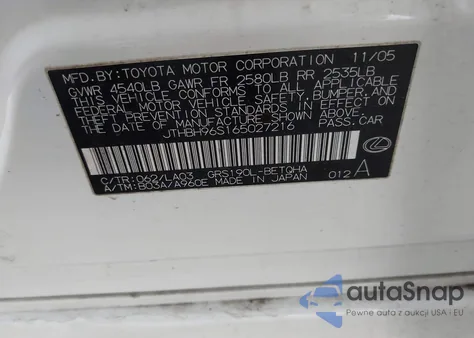 MFD.BY:TOYOTA MOTOR CORPORATION 11/05
GVWR 4540LB GAWR FR 2580LB RR 2535LB
THIS VEHICLE CONFORMS TO ALL APPLICABLE
FEDERAL MOTOR VEHICLE SAFETY, BUMPER, AND
THEFT PREVENTION STANDARDS IN EFFECT ON
THE DATE OF MANUFACTURE SHOWN ABOVE.
JTHBH96S165027216 PASS.CAR
C/TR:062/LA03 GRS190L-BETQHA
A/TM:B03A/A960E MADE IN JAPAN 012 A
autoSnap
Pewne auta z aukcji USA i EU